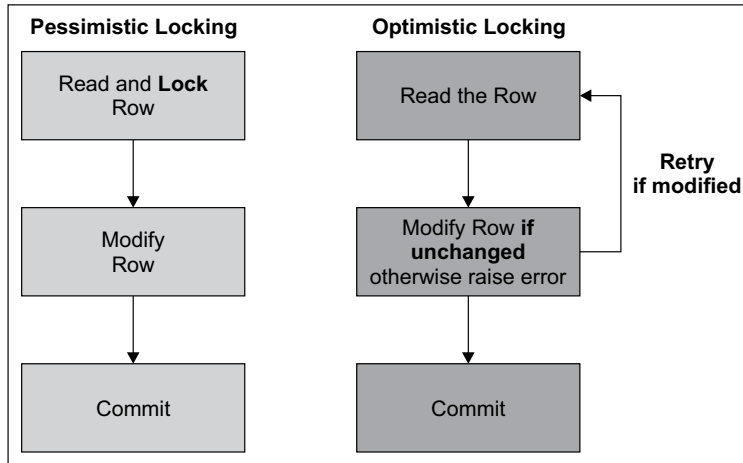 Pessimistic Locking
Read and Lock
Row
Modify
Row
Commit
Optimistic Locking
Read the Row
Modify Row if
unchanged
otherwise raise error
Commit
Retry
if modified